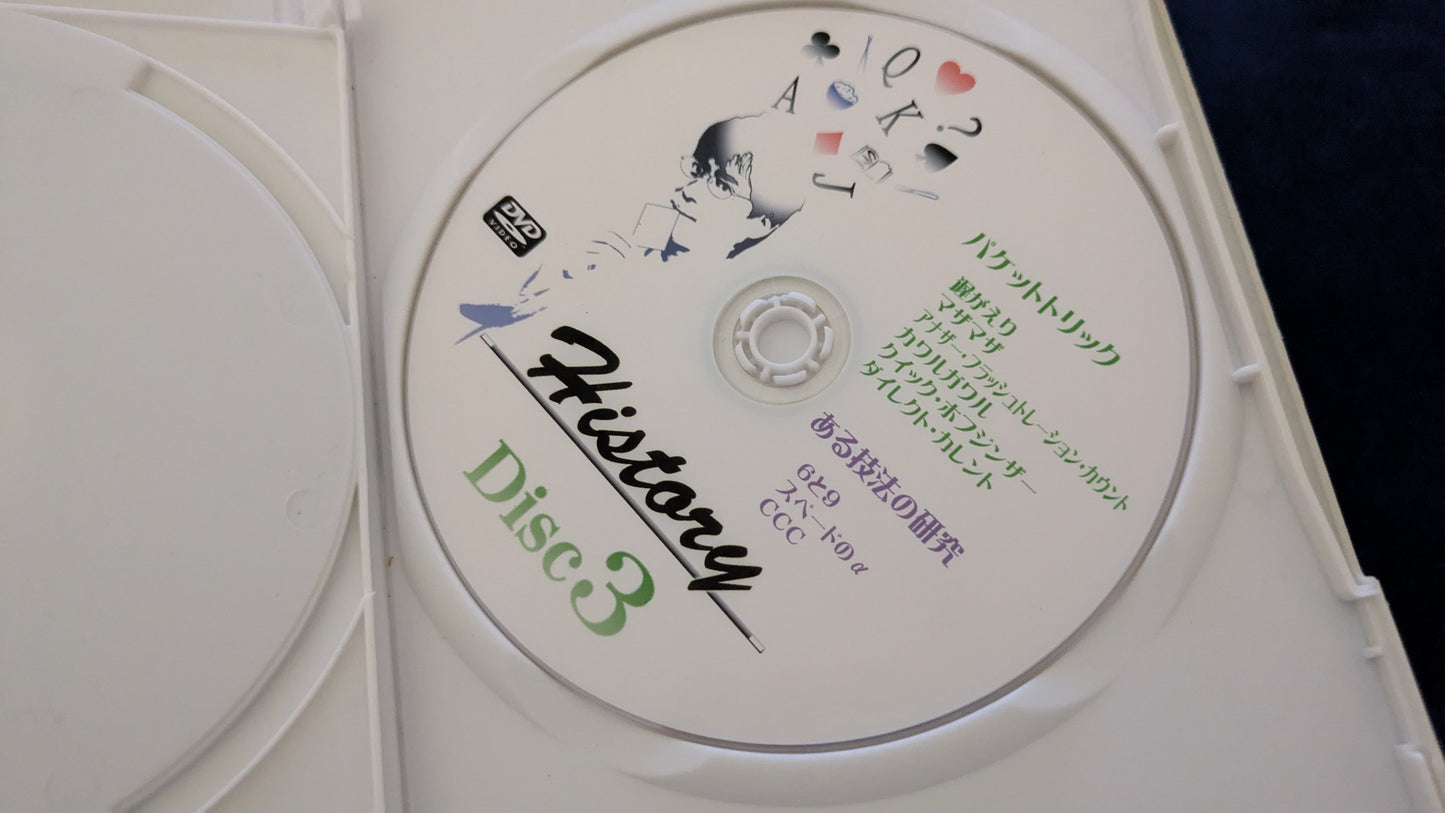 A
Q
K
?
J
DVD
VIDEO
History
Disc3
パケットトリック
遅がえり
マザマザ
アナザー・フラッシュトレーション・カウント
カワルガワル
クイック・ホフジンザー
ダイレクト・カレント
ある技法の研究
6と9
スペードのα
CCC